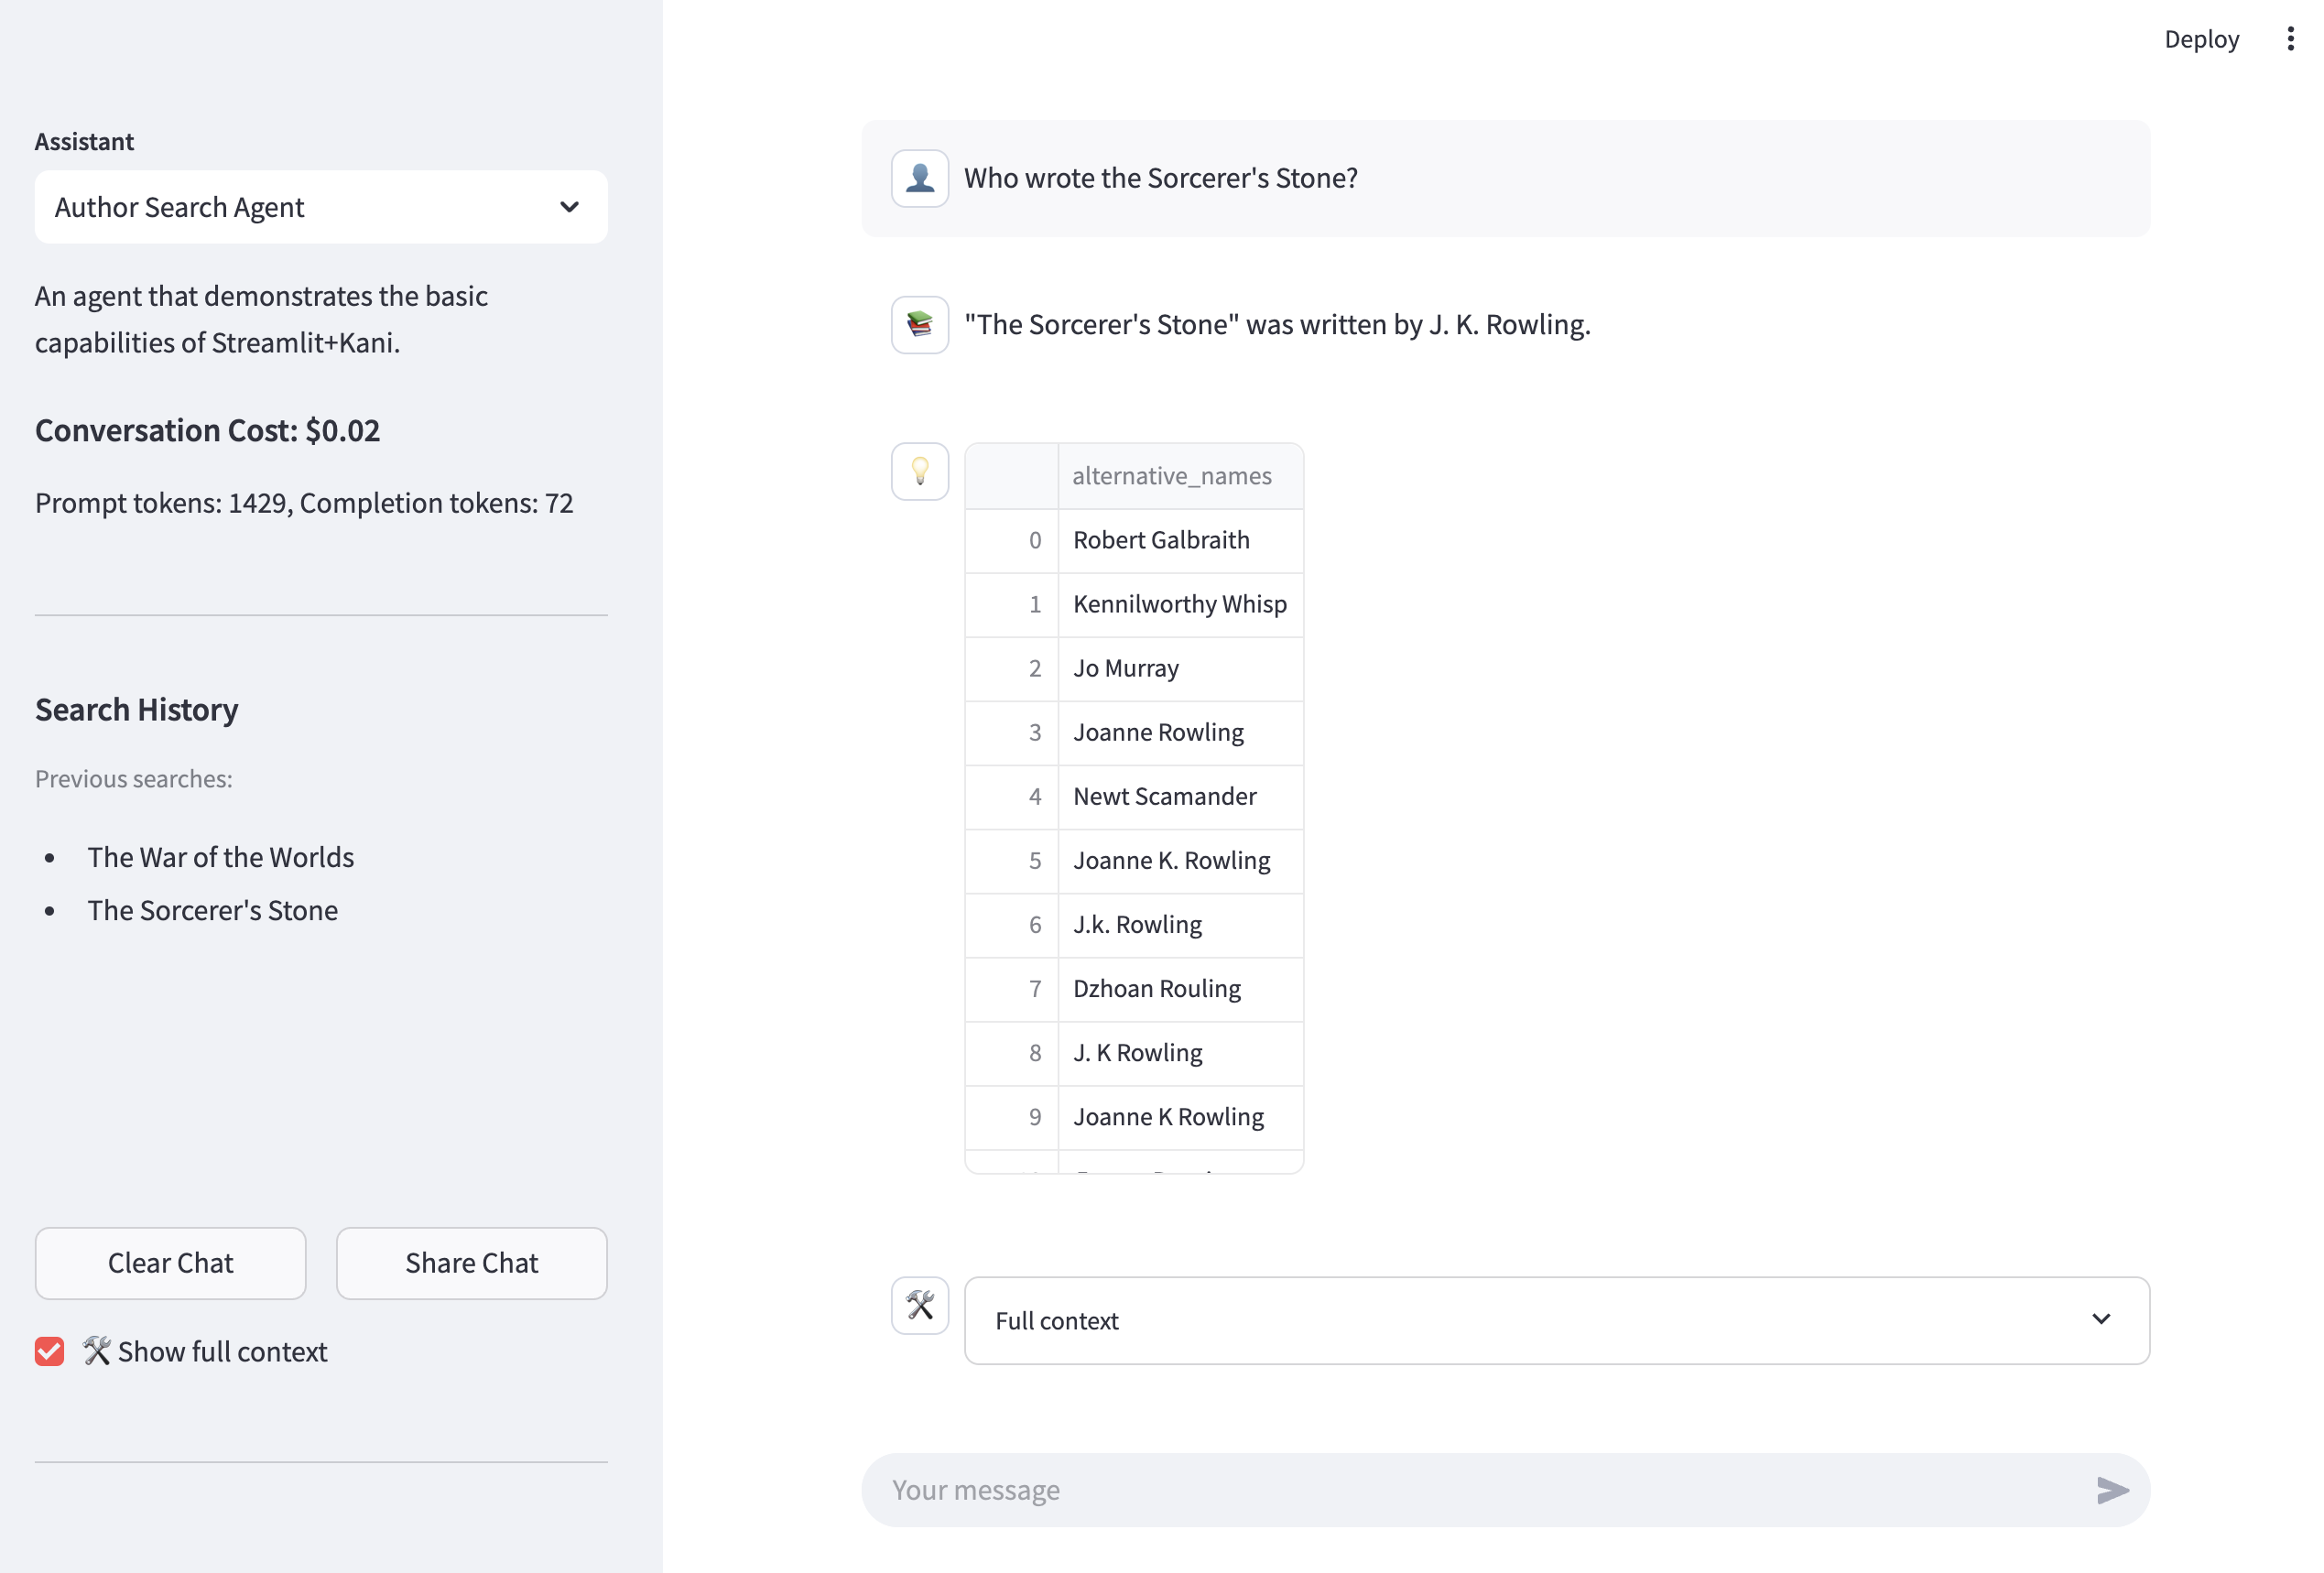 Deploy
Assistant
Author Search Agent
An agent that demonstrates the basic
capabilities of Streamlit+Kani.
Conversation Cost: $0.02
Prompt tokens: 1429, Completion tokens: 72
Search History
Previous searches:
The War of the Worlds
The Sorcerer's Stone
Clear Chat
Share Chat
Show full context
Who wrote the Sorcerer's Stone?
"The Sorcerer's Stone" was written by J. K. Rowling.
alternative_names
0 Robert Galbraith
1 Kennilworthy Whisp
2 Jo Murray
3 Joanne Rowling
4 Newt Scamander
5 Joanne K. Rowling
6 J.k. Rowling
7 Dzhoan Rouling
8 J. K Rowling
9 Joanne K Rowling
Full context
Your message